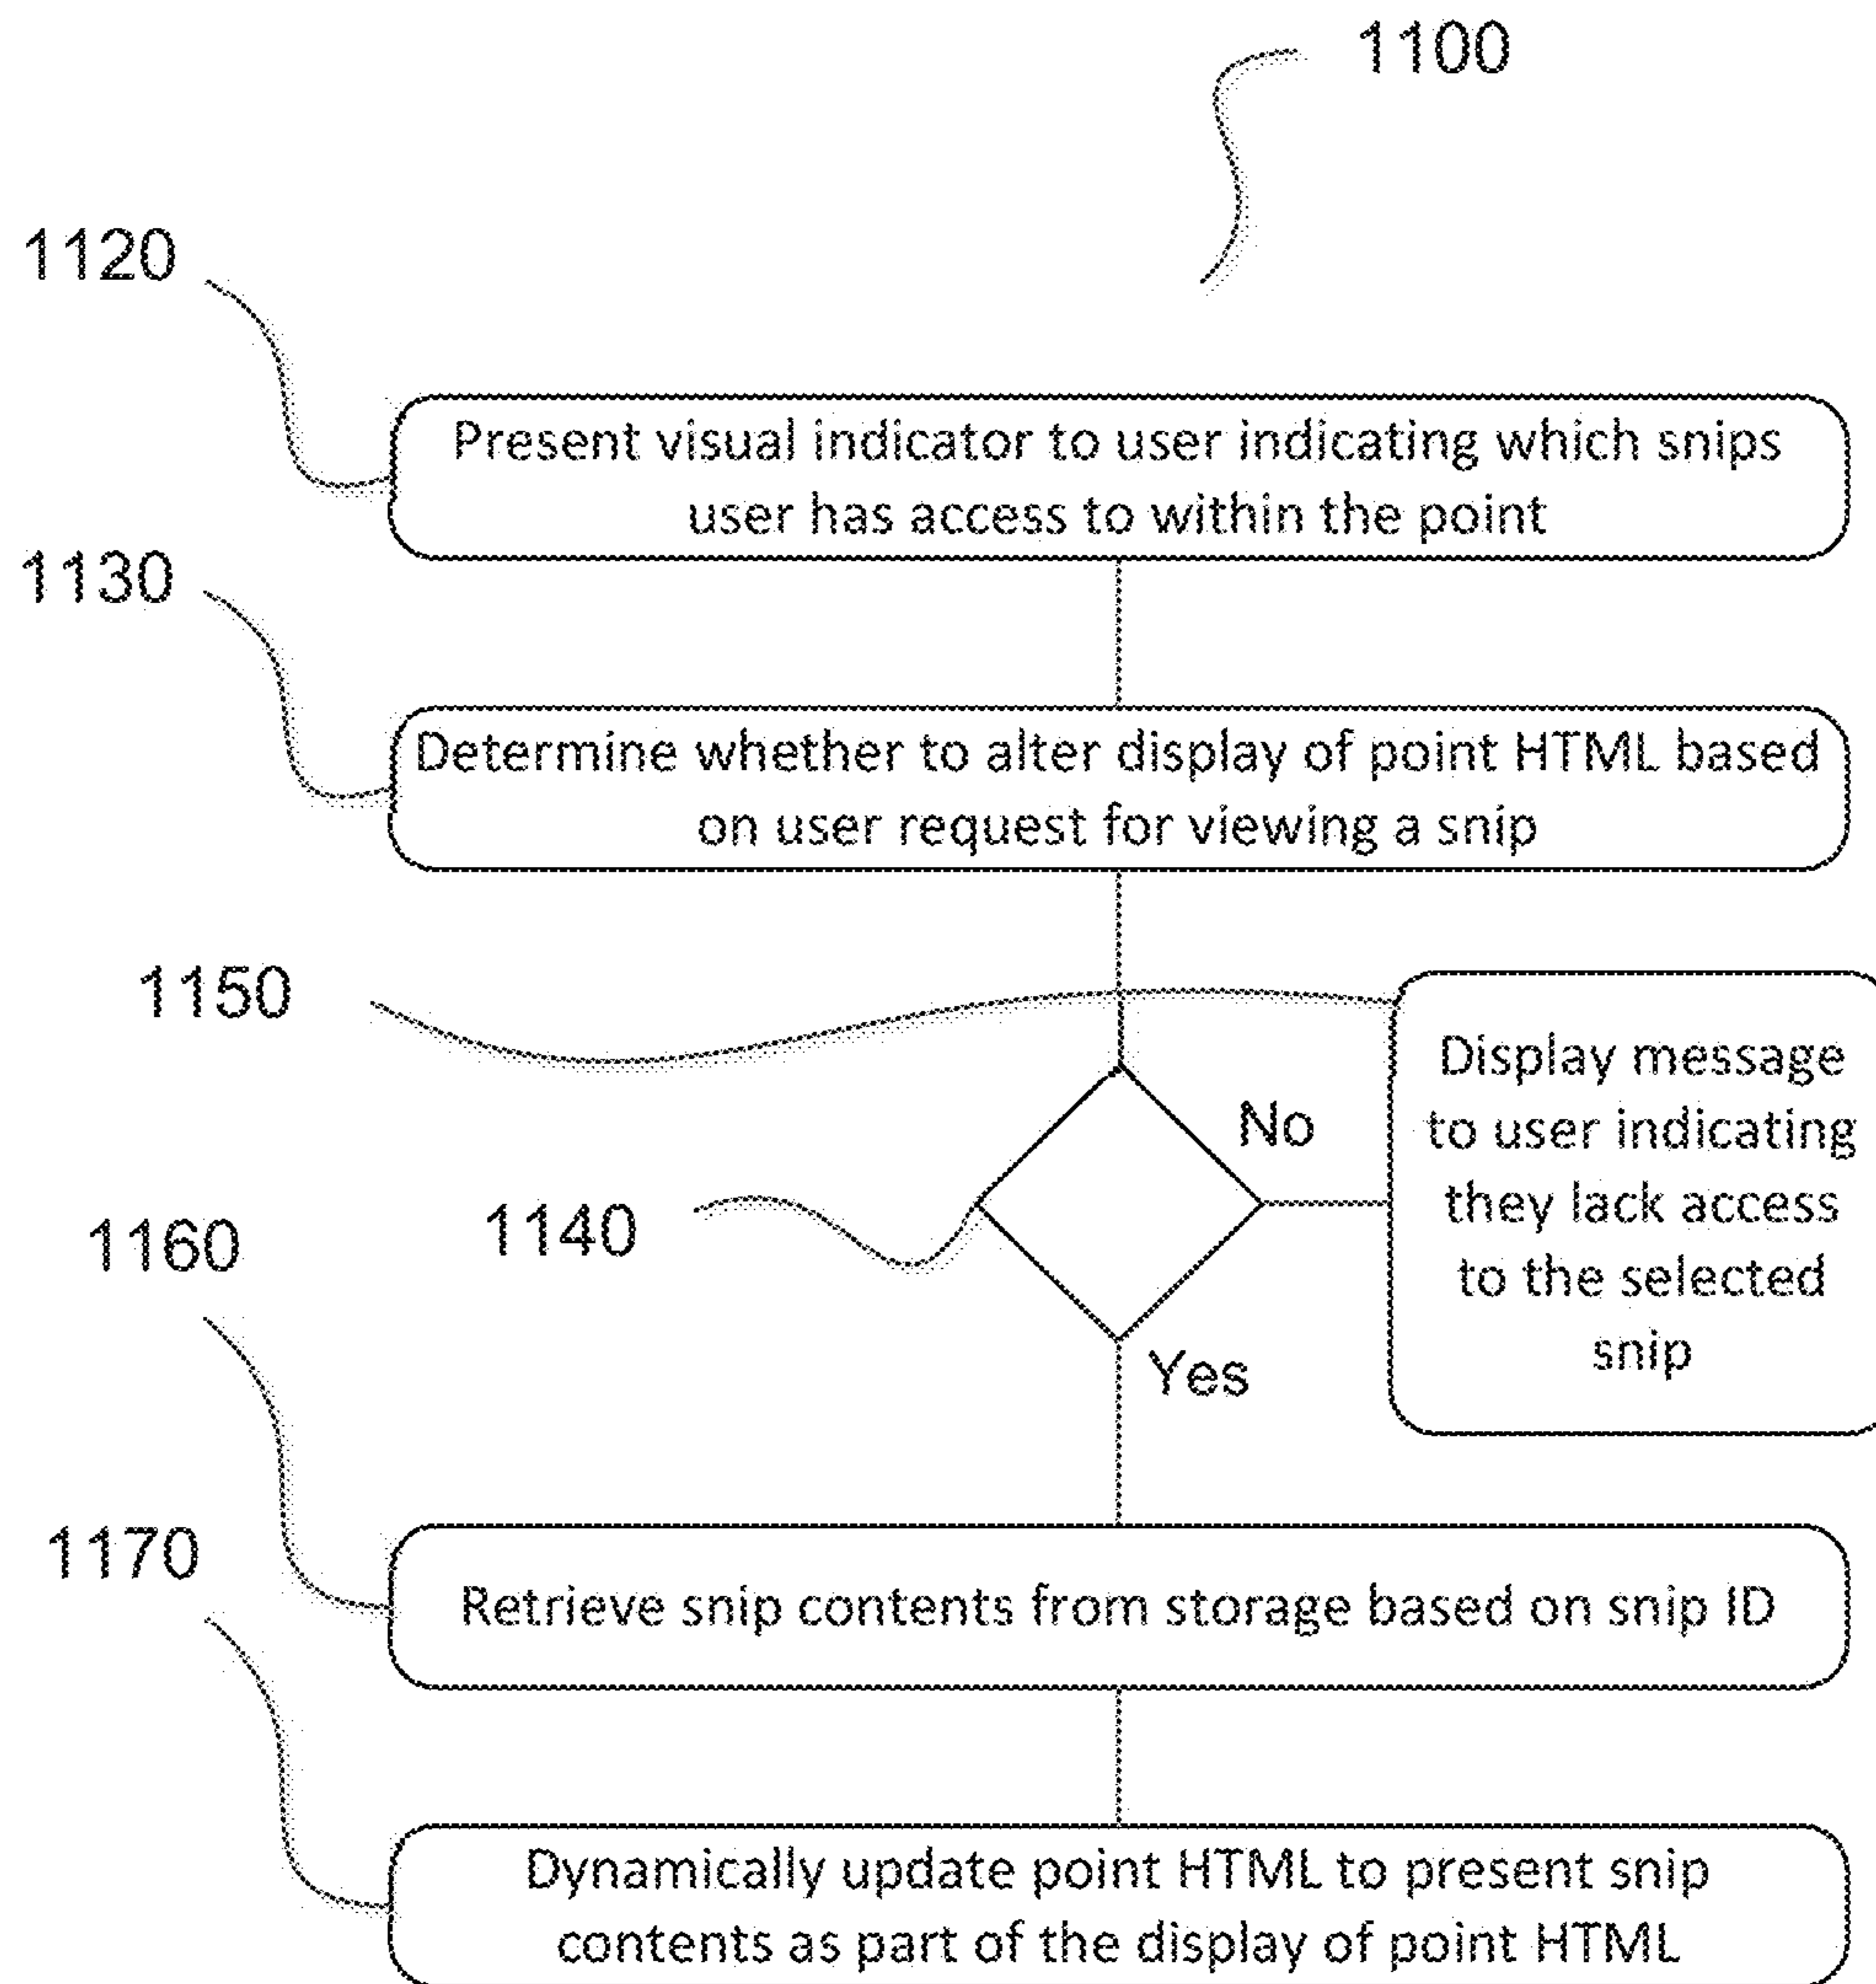 1100
1120
Present visual indicator to user indicating which snips
user has access to within the point
1130
Determine whether to alter display of point HTML based
on user request for viewing a snip
1150
Display message
to user indicating
they lack access
to the selected
snip
No
1140
1160
Yes
Retrieve snip contents from storage based on snip ID
1170
Dynamically update point HTML to present snip
contents as part of the display of point HTML